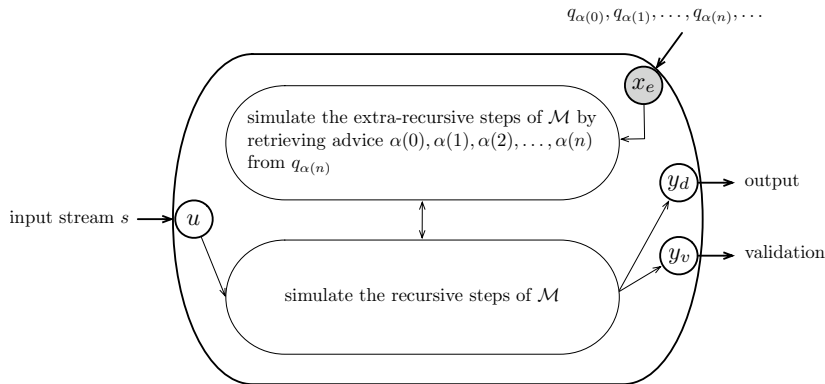 q_{α(0)}, q_{α(1)}, . . . , q_{α(n)}, . . .
x_e
simulate the extra-recursive steps of ℳ by
retrieving advice α(0), α(1), α(2), . . . , α(n)
from q_{α(n)}
y_d
output
input stream s
u
y_v
validation
simulate the recursive steps of ℳ